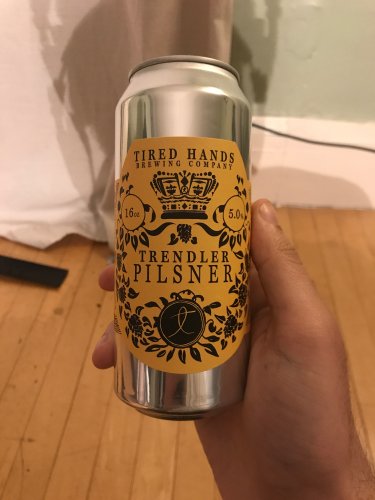 TIRED HANDS
BREWING COMPANY
16oz
5.0%
TRENDLER
PILSNER